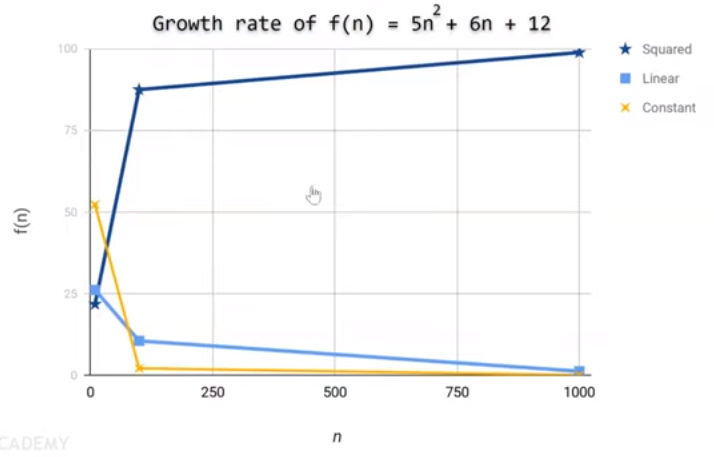 Growth rate of f(n) = 5n² + 6n + 12
100
75
50
25
0
f(n)
0 250 500 750 1000
n
Squared
Linear
Constant
CADEMY